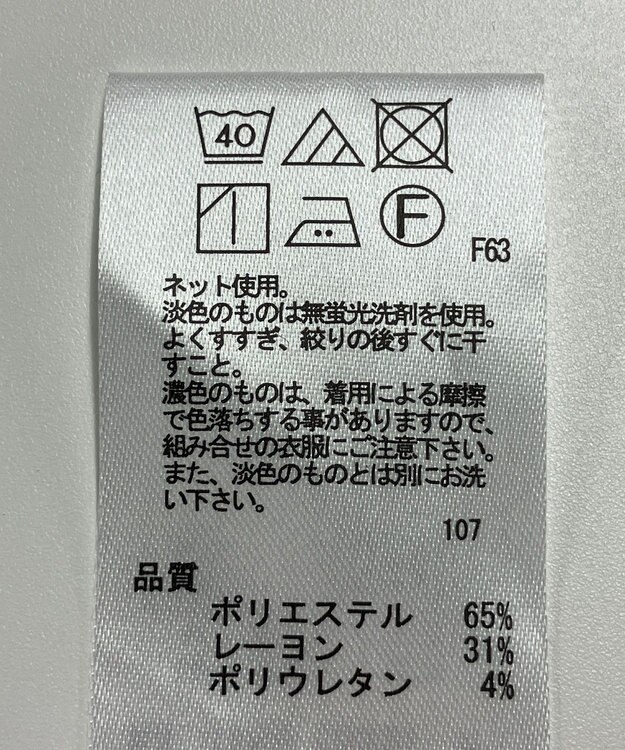 40
F
F63
ネット使用。
淡色のものは無蛍光洗剤を使用。
よくすすぎ、絞りの後すぐに干
すこと。
濃色のものは、着用による摩擦
で色落ちする事がありますので、
組み合せの衣服にご注意下さい。
また、淡色のものとは別にお洗
い下さい。
107
品質
ポリエステル 65%
レーヨン 31%
ポリウレタン 4%